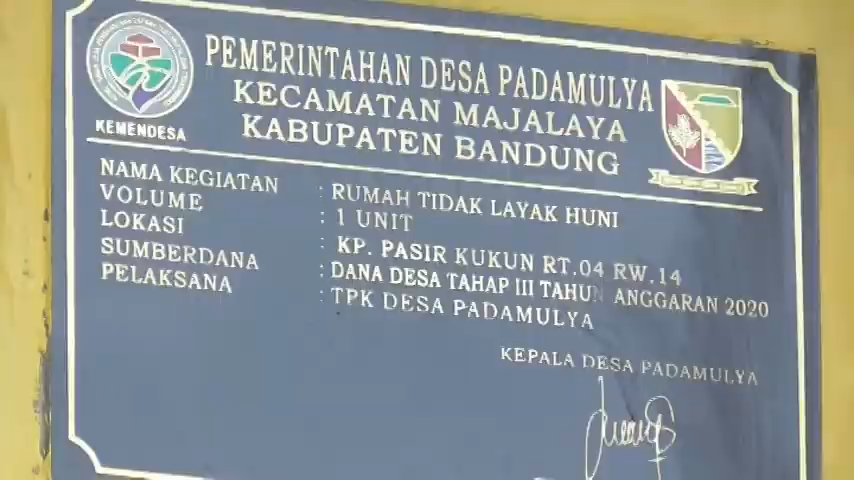 PEMERINTAHAN DESA PADAMULYA
KECAMATAN MAJALAYA
KABUPATEN BANDUNG
KEMENDESA
NAMA KEGIATAN : RUMAH TIDAK LAYAK HUNI
VOLUME : 1 UNIT
LOKASI : KP. PASIR KUKUN RT.04 RW.14
SUMBERDANA : DANA DESA TAHAP III TAHUN ANGGARAN 2020
PELAKSANA : TPK DESA PADAMULYA
KEPALA DESA PADAMULYA